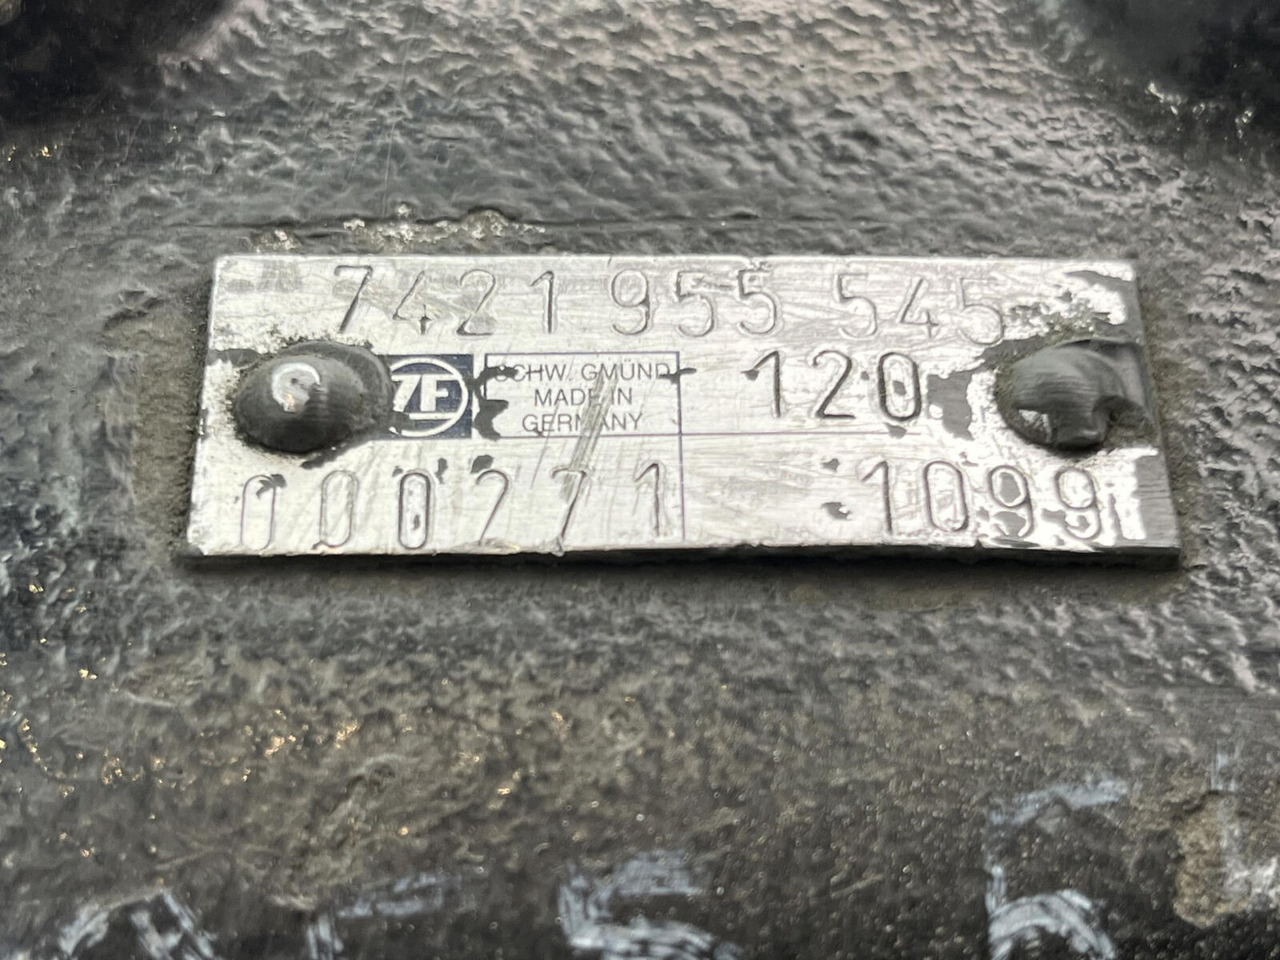 7421 955 545
ZF
SCHW. GMÜND
MADE IN
GERMANY
120
000271 1099